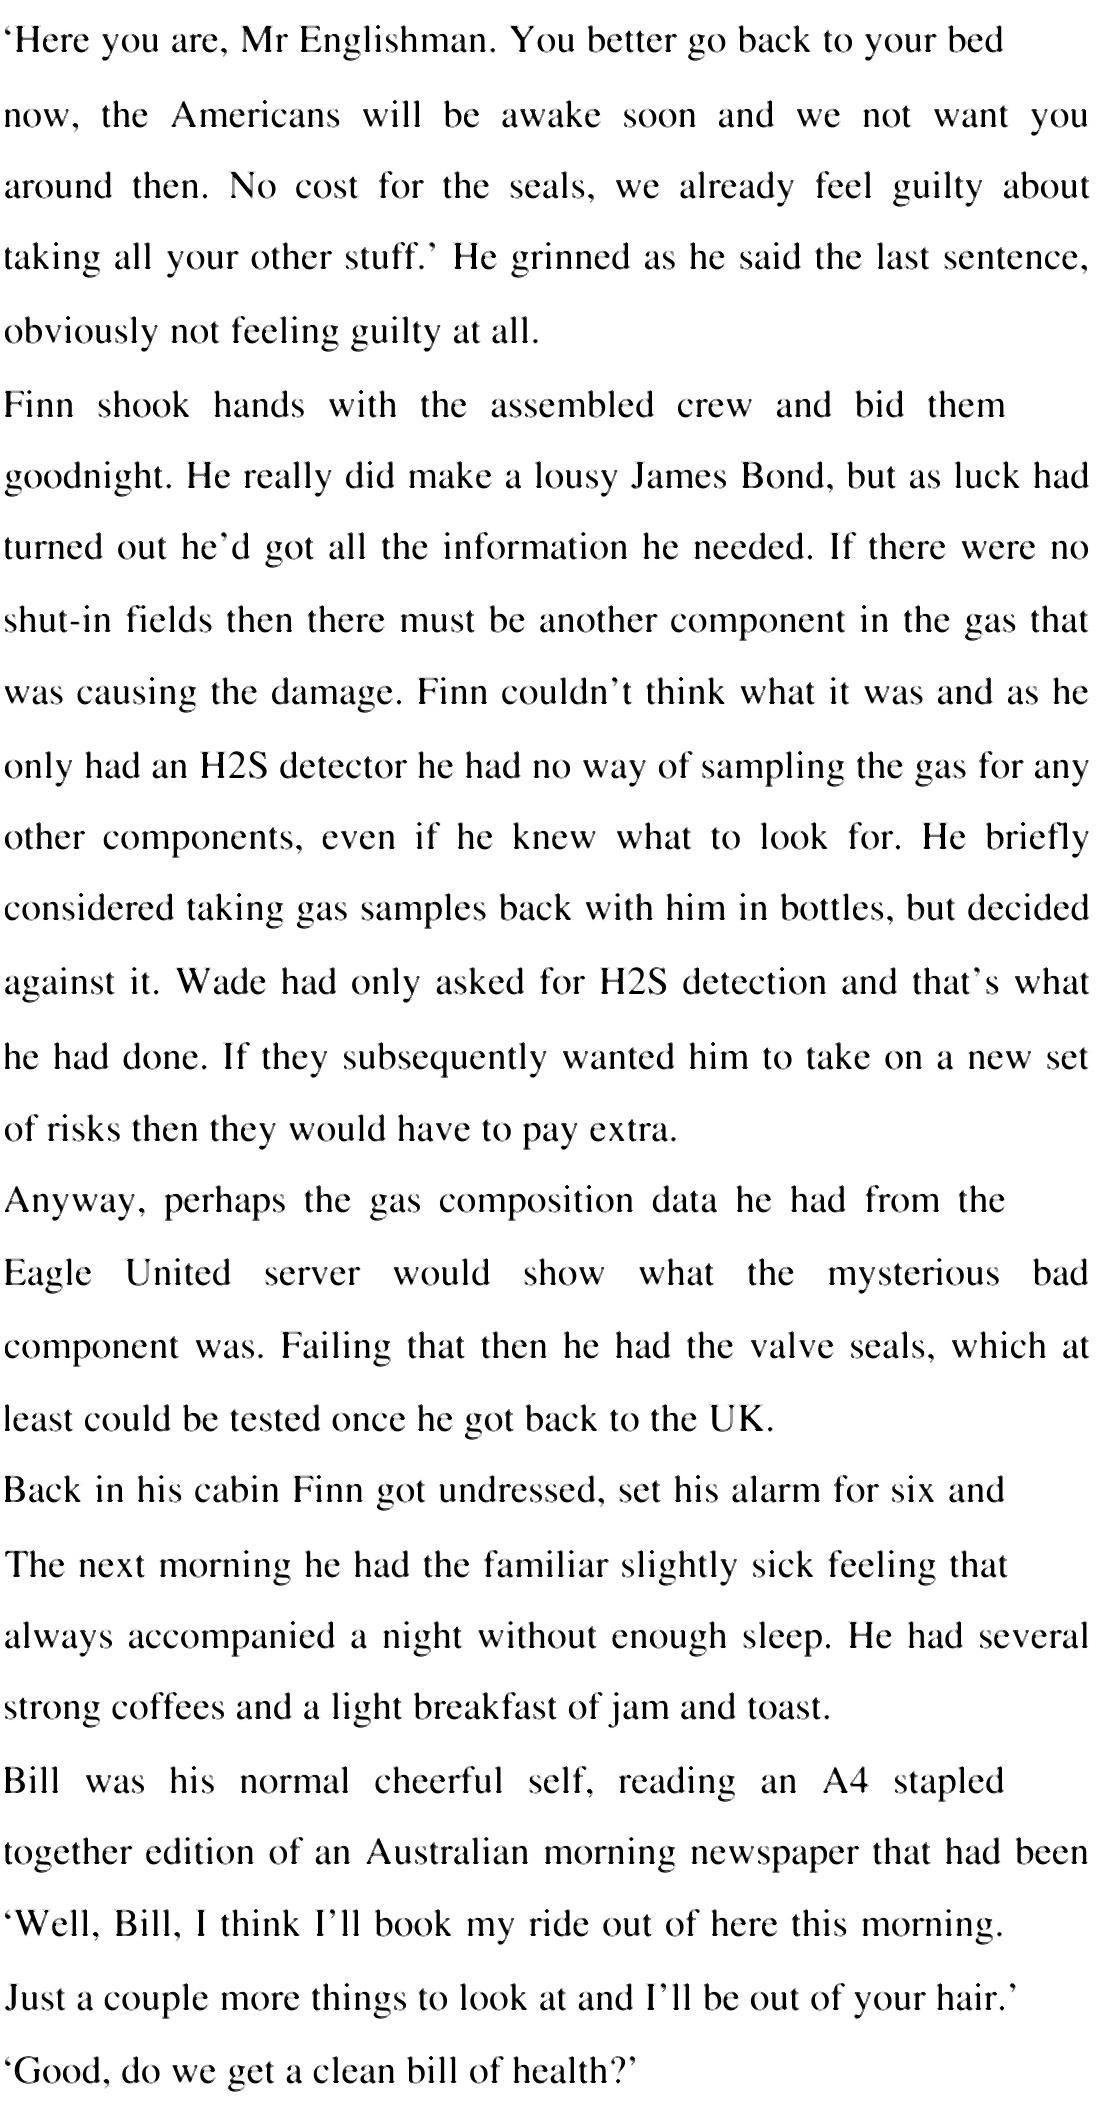 ‘Here you are, Mr Englishman. You better go back to your bed
now, the Americans will be awake soon and we not want you
around then. No cost for the seals, we already feel guilty about
taking all your other stuff.’ He grinned as he said the last sentence,
obviously not feeling guilty at all.
Finn shook hands with the assembled crew and bid them
goodnight. He really did make a lousy James Bond, but as luck had
turned out he’d got all the information he needed. If there were no
shut-in fields then there must be another component in the gas that
was causing the damage. Finn couldn’t think what it was and as he
only had an H2S detector he had no way of sampling the gas for any
other components, even if he knew what to look for. He briefly
considered taking gas samples back with him in bottles, but decided
against it. Wade had only asked for H2S detection and that’s what
he had done. If they subsequently wanted him to take on a new set
of risks then they would have to pay extra.
Anyway, perhaps the gas composition data he had from the
Eagle United server would show what the mysterious bad
component was. Failing that then he had the valve seals, which at
least could be tested once he got back to the UK.
Back in his cabin Finn got undressed, set his alarm for six and
The next morning he had the familiar slightly sick feeling that
always accompanied a night without enough sleep. He had several
strong coffees and a light breakfast of jam and toast.
Bill was his normal cheerful self, reading an A4 stapled
together edition of an Australian morning newspaper that had been
‘Well, Bill, I think I’ll book my ride out of here this morning.
Just a couple more things to look at and I’ll be out of your hair.’
‘Good, do we get a clean bill of health?’